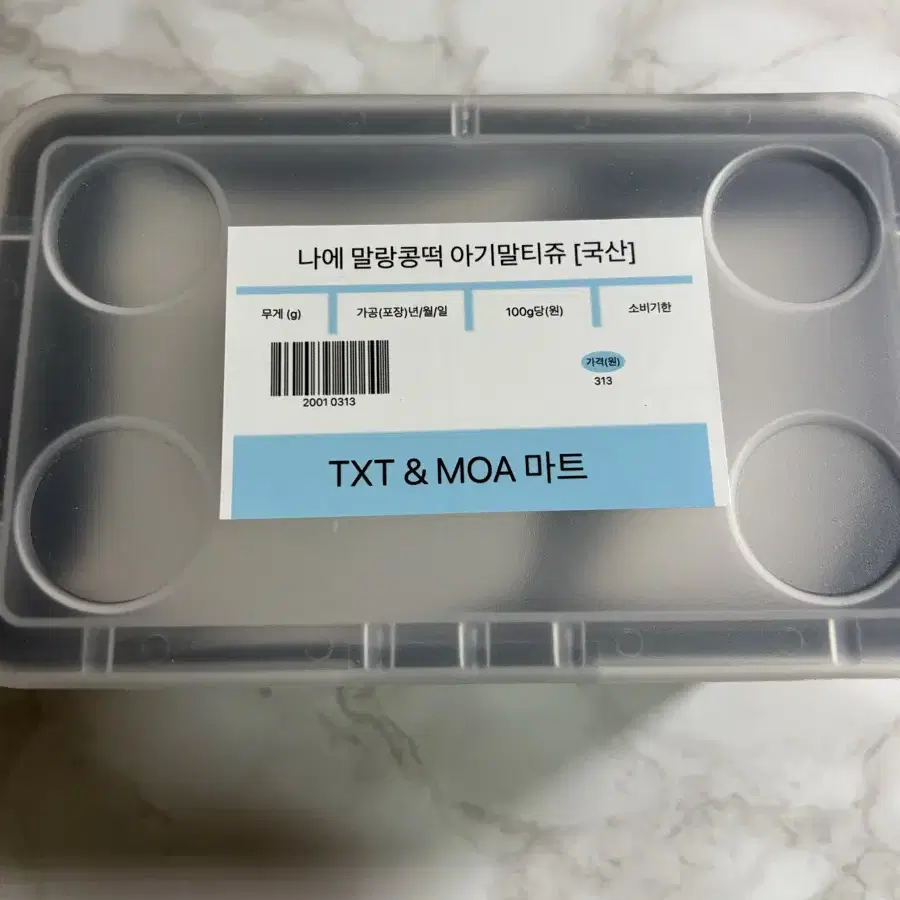 나에 말랑콩떡 아기말티쥬 [국산]
무게 (g) 가공(포장)년/월/일 100g당(원) 소비기한
가격(원)
313
2001 0313
TXT & MOA 마트